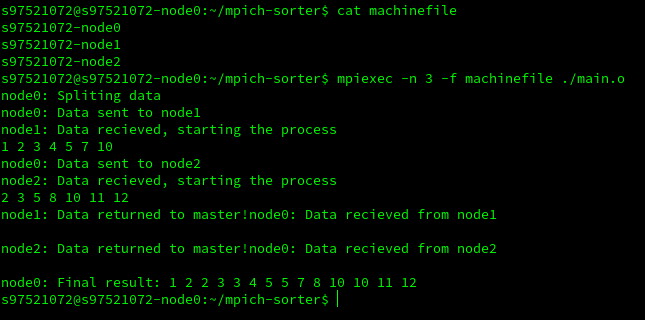 s97521072@s97521072-node0:~/mpich-sorter$ cat machinefile
s97521072-node0
s97521072-node1
s97521072-node2
s97521072@s97521072-node0:~/mpich-sorter$ mpiexec -n 3 -f machinefile ./main.o
node0: Spliting data
node0: Data sent to node1
node1: Data recieved, starting the process
1 2 3 4 5 7 10
node0: Data sent to node2
node2: Data recieved, starting the process
2 3 5 8 10 11 12
node1: Data returned to master!node0: Data recieved from node1
node2: Data returned to master!node0: Data recieved from node2
node0: Final result: 1 2 2 3 3 4 5 5 7 8 10 10 11 12
s97521072@s97521072-node0:~/mpich-sorter$